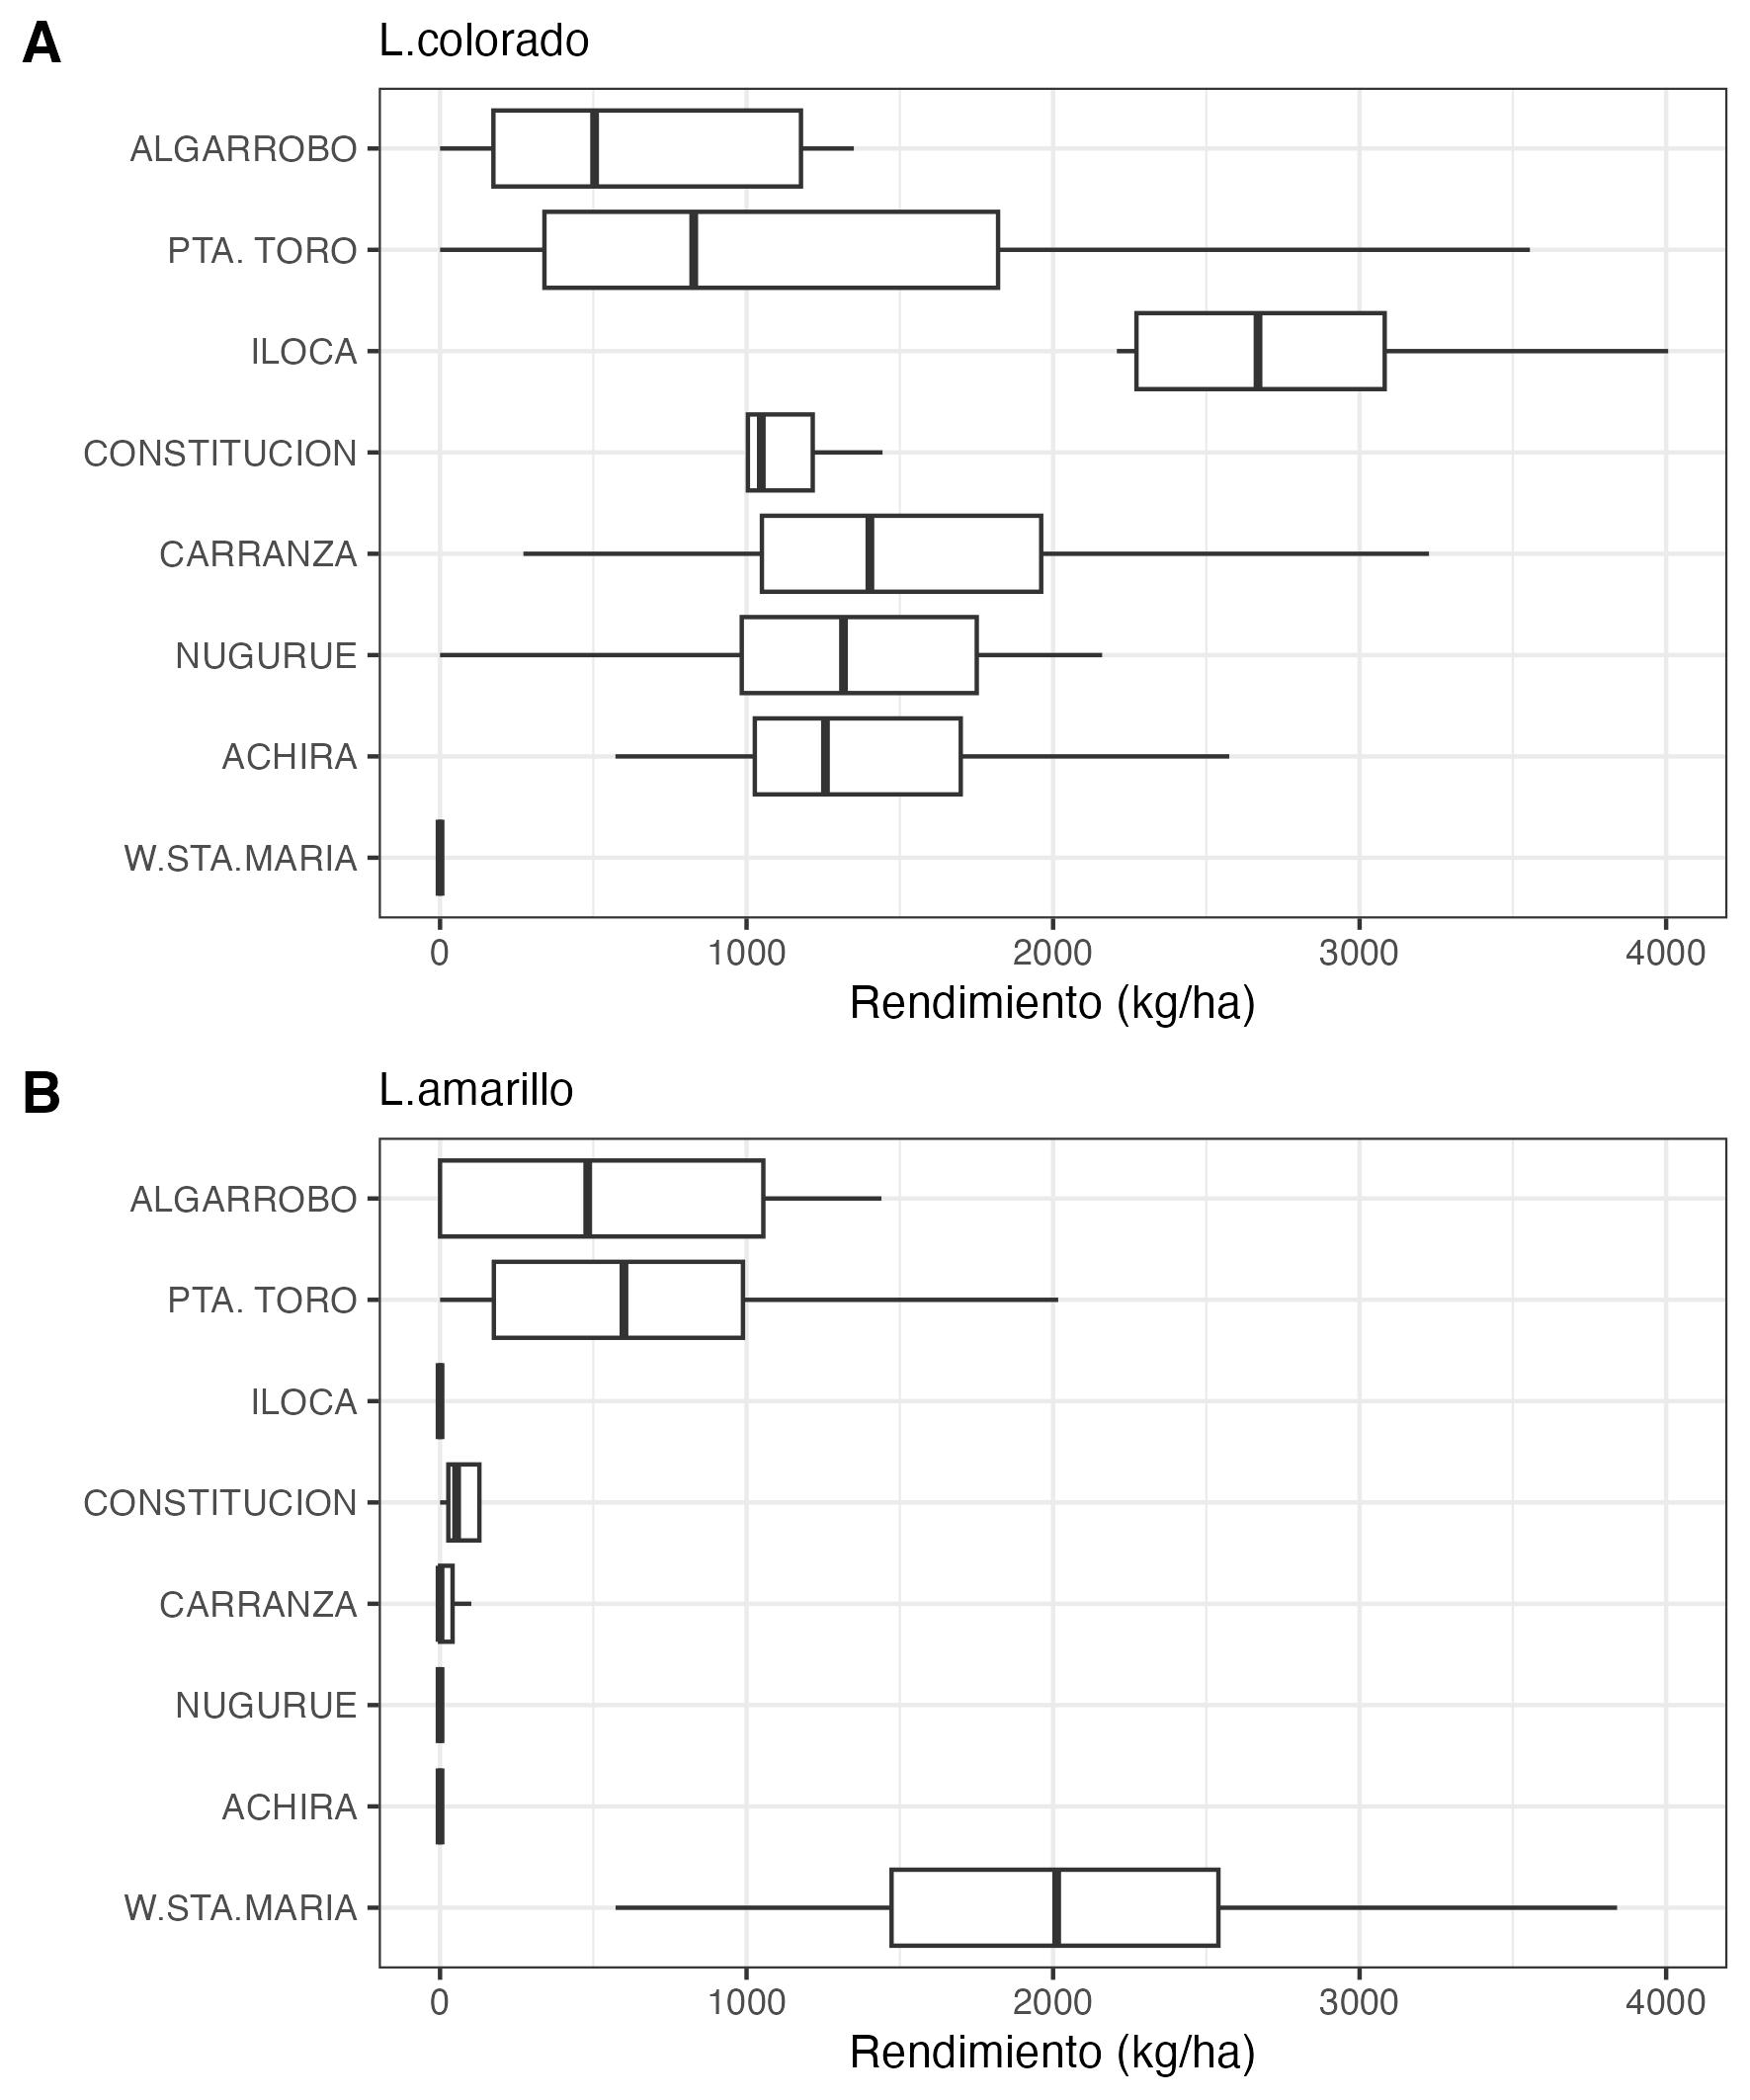 A
L.colorado
ALGARROBO
PTA. TORO
ILOCA
CONSTITUCION
CARRANZA
NUGURUE
ACHIRA
W.STA.MARIA
0 1000 2000 3000 4000
Rendimiento (kg/ha)
B
L.amarillo
ALGARROBO
PTA. TORO
ILOCA
CONSTITUCION
CARRANZA
NUGURUE
ACHIRA
W.STA.MARIA
0 1000 2000 3000 4000
Rendimiento (kg/ha)